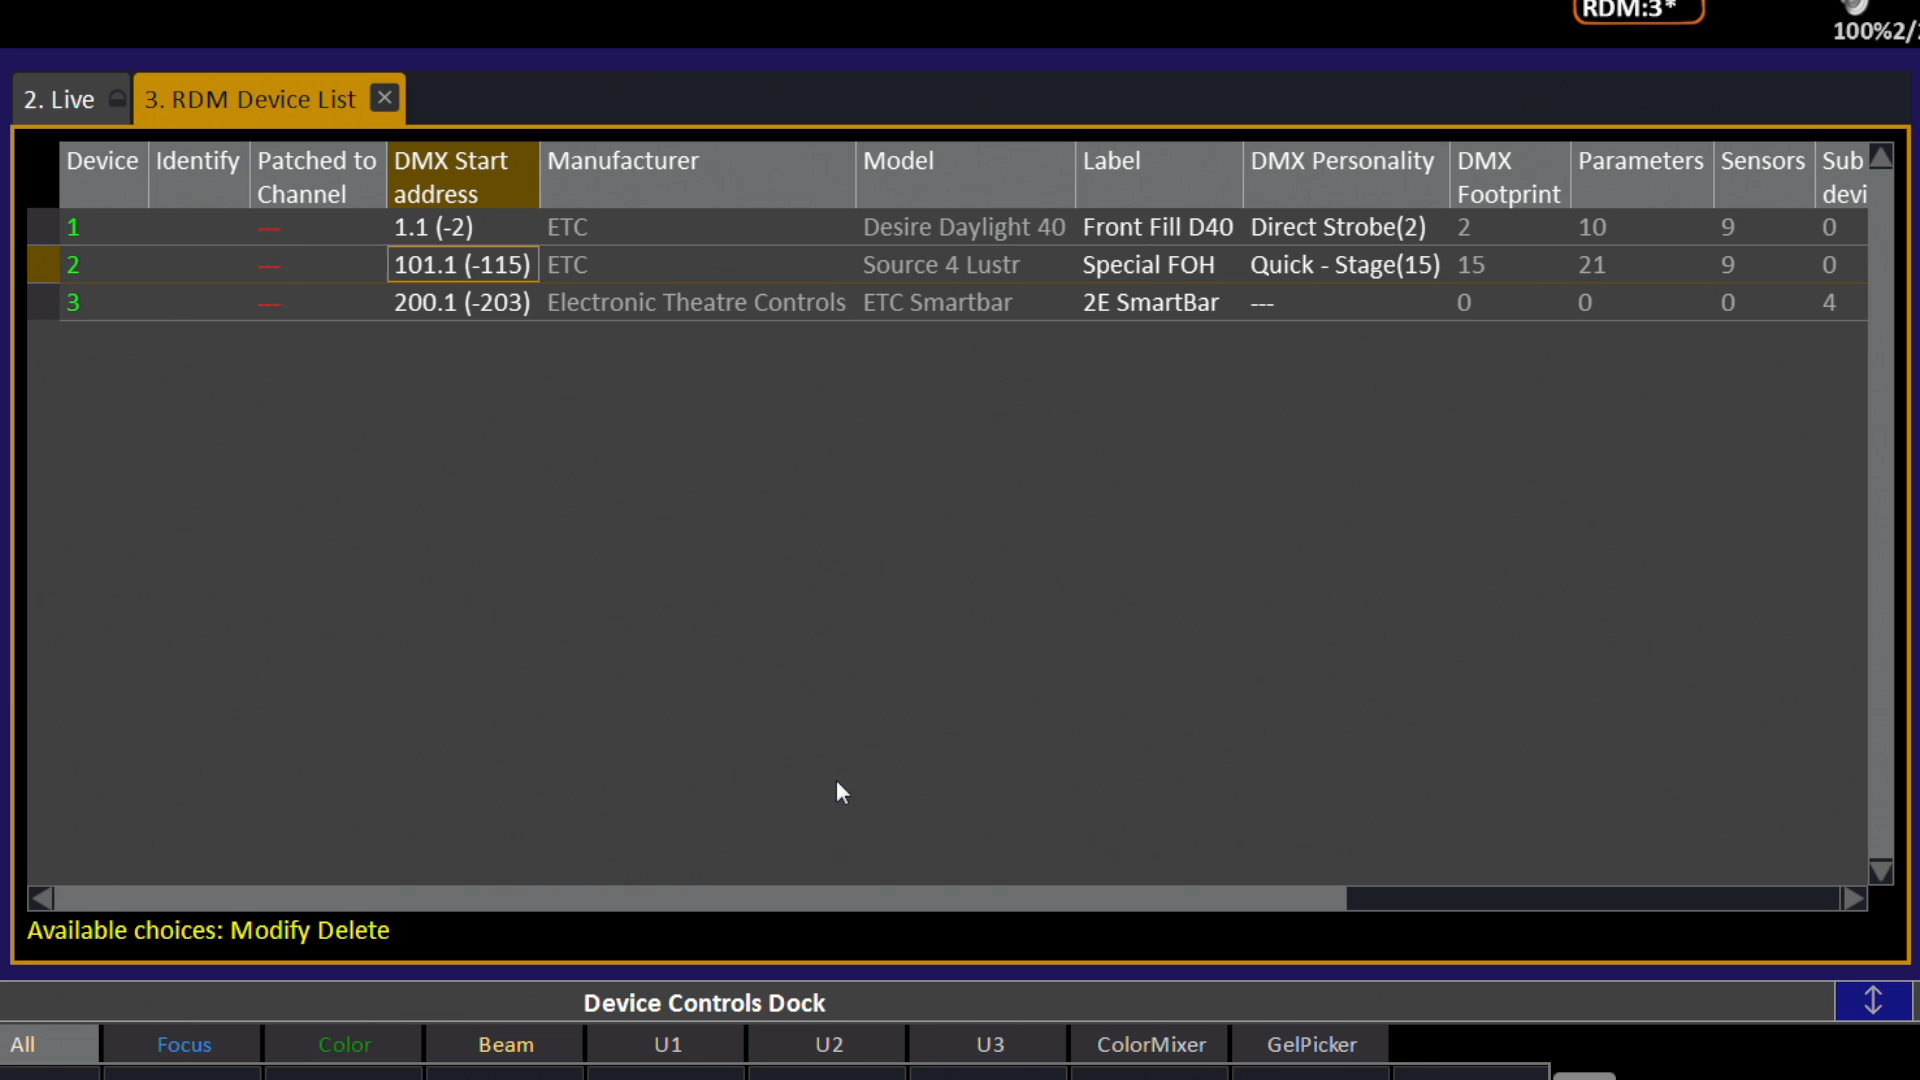 RDM:3*
100%2/
2. Live
3. RDM Device List
Device Identify Patched to Channel DMX Start address Manufacturer Model Label DMX Personality DMX Footprint Parameters Sensors Sub devi
1 --- 1.1 (-2) ETC Desire Daylight 40 Front Fill D40 Direct Strobe(2) 2 10 9 0
2 --- 101.1 (-115) ETC Source 4 Lustr Special FOH Quick - Stage(15) 15 21 9 0
3 --- 200.1 (-203) Electronic Theatre Controls ETC Smartbar 2E SmartBar --- 0 0 0 4
Available choices: Modify Delete
Device Controls Dock
All Focus Color Beam U1 U2 U3 ColorMixer GelPicker